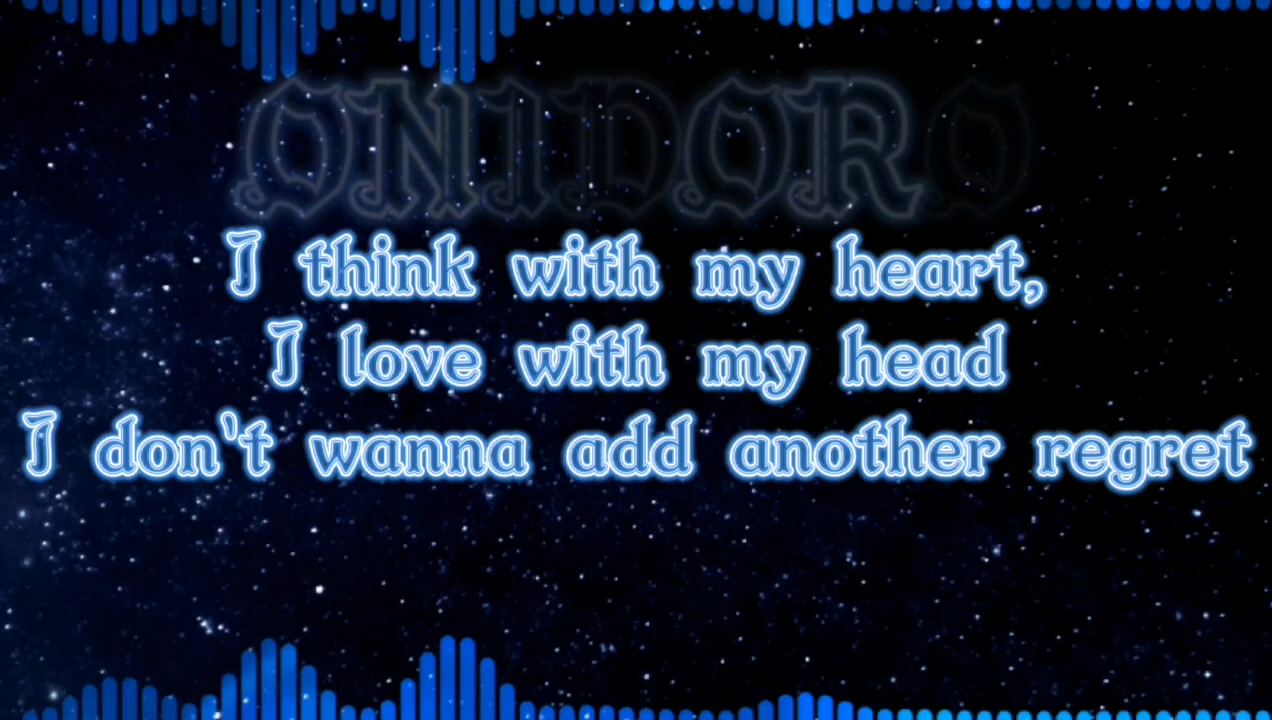 ONIDORO
I think with my heart,
I love with my head
I don't wanna add another regret